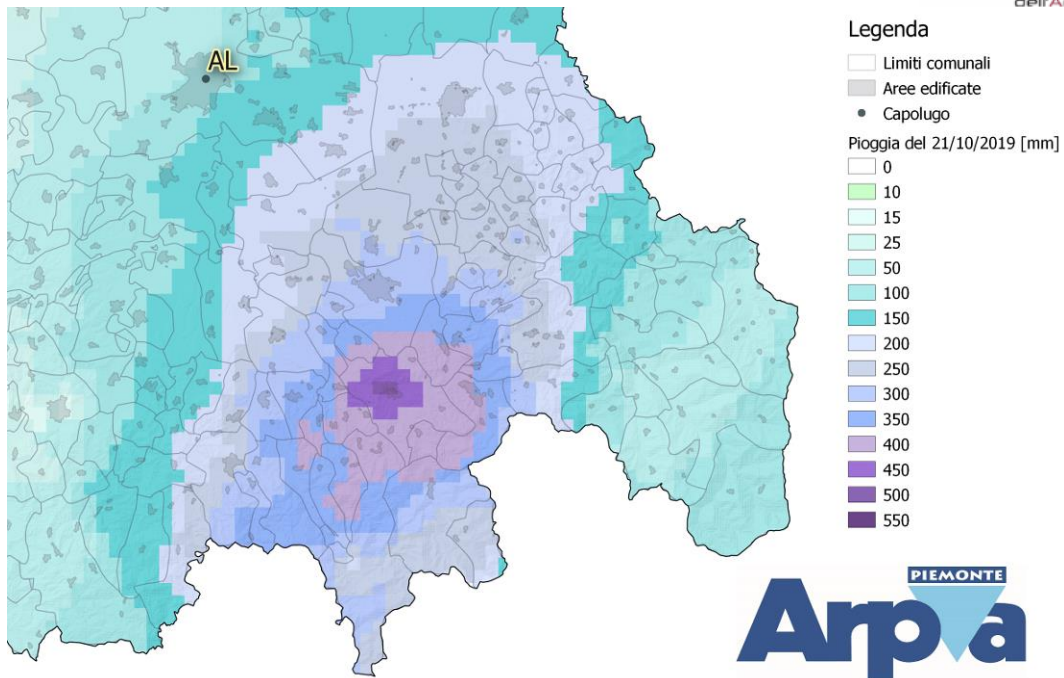 dell'A
AL
Legenda
Limiti comunali
Aree edificate
Capolugo
Pioggia del 21/10/2019 [mm]
0
10
15
25
50
100
150
200
250
300
350
400
450
500
550
PIEMONTE
Arpa